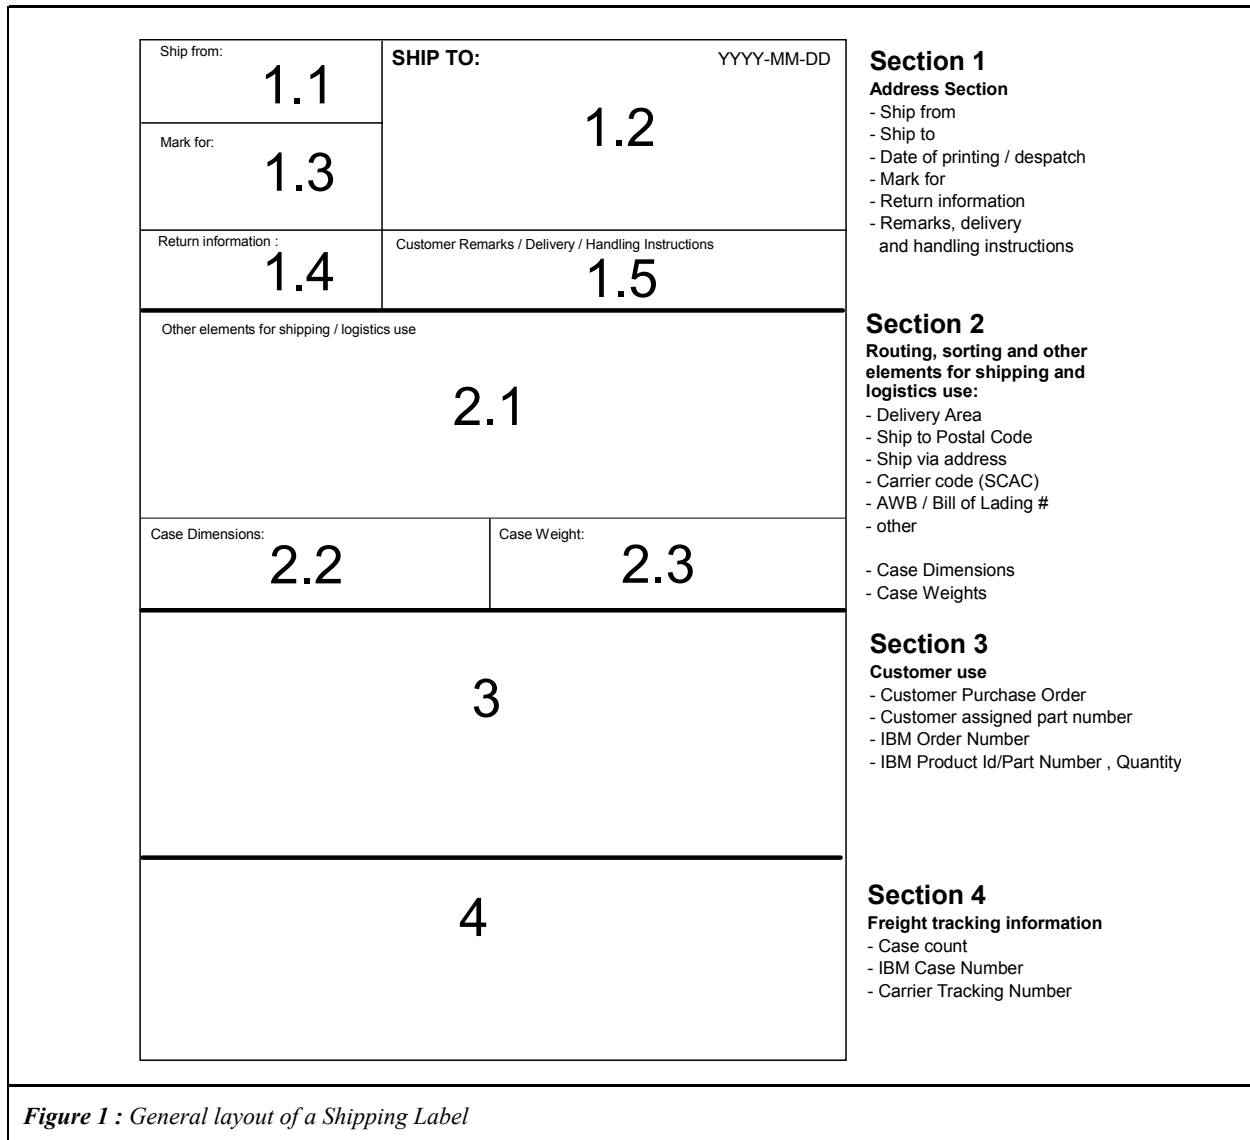 Ship from:
1.1
SHIP TO:
YYYY-MM-DD
1.2
Mark for:
1.3
Return information :
1.4
Customer Remarks / Delivery / Handling Instructions
1.5
Other elements for shipping / logistics use
2.1
Case Dimensions:
2.2
Case Weight:
2.3
3
4
Section 1
Address Section
- Ship from
- Ship to
- Date of printing / despatch
- Mark for
- Return information
- Remarks, delivery
and handling instructions
Section 2
Routing, sorting and other
elements for shipping and
logistics use:
- Delivery Area
- Ship to Postal Code
- Ship via address
- Carrier code (SCAC)
- AWB / Bill of Lading #
- other
- Case Dimensions
- Case Weights
Section 3
Customer use
- Customer Purchase Order
- Customer assigned part number
- IBM Order Number
- IBM Product Id/Part Number , Quantity
Section 4
Freight tracking information
- Case count
- IBM Case Number
- Carrier Tracking Number
Figure 1 : General layout of a Shipping Label